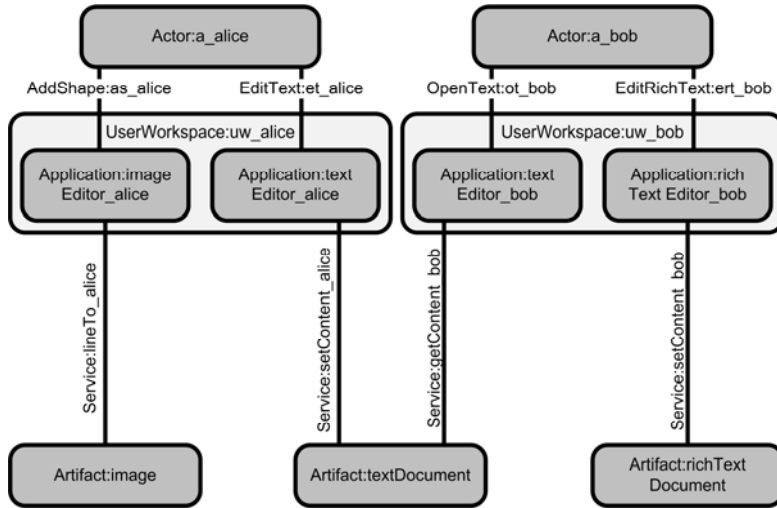 Actor:a_alice
Actor:a_bob
AddShape:as_alice
EditText:et_alice
OpenText:ot_bob
EditRichText:ert_bob
UserWorkspace:uw_alice
UserWorkspace:uw_bob
Application:image
Editor_alice
Application:text
Editor_alice
Application:text
Editor_bob
Application:rich
Text Editor_bob
Service:lineTo_alice
Service:setContent_alice
Service:getContent_bob
Service:setContent_bob
Artifact:image
Artifact:textDocument
Artifact:richText
Document